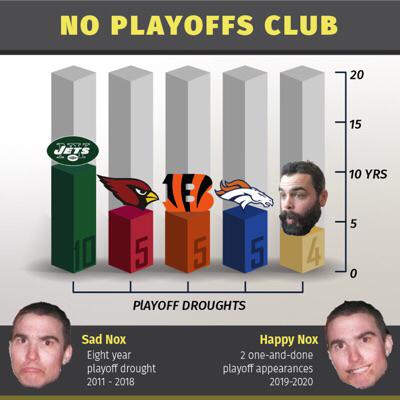 NO PLAYOFFS CLUB
20
15
10 YRS
5
0
JETS
10
5
5
5
4
PlAYOFF DROUGHTS
Sad Nox
Eight year
playoff drought
2011 - 2018
Happy Nox
2 one-and-done
playoff appearances
2019-2020